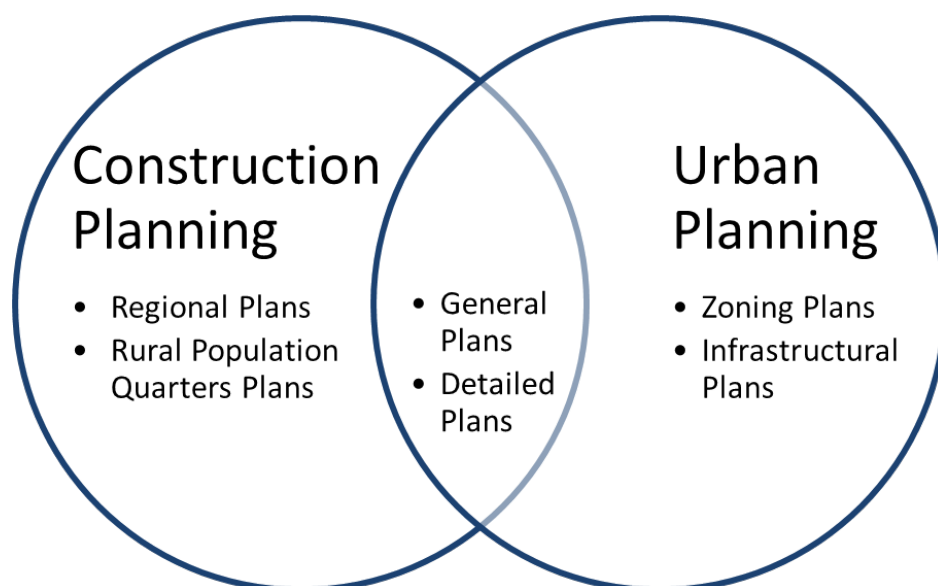 Construction
Planning
• Regional Plans
• Rural Population
Quarters Plans
• General
Plans
• Detailed
Plans
Urban
Planning
• Zoning Plans
• Infrastructural
Plans